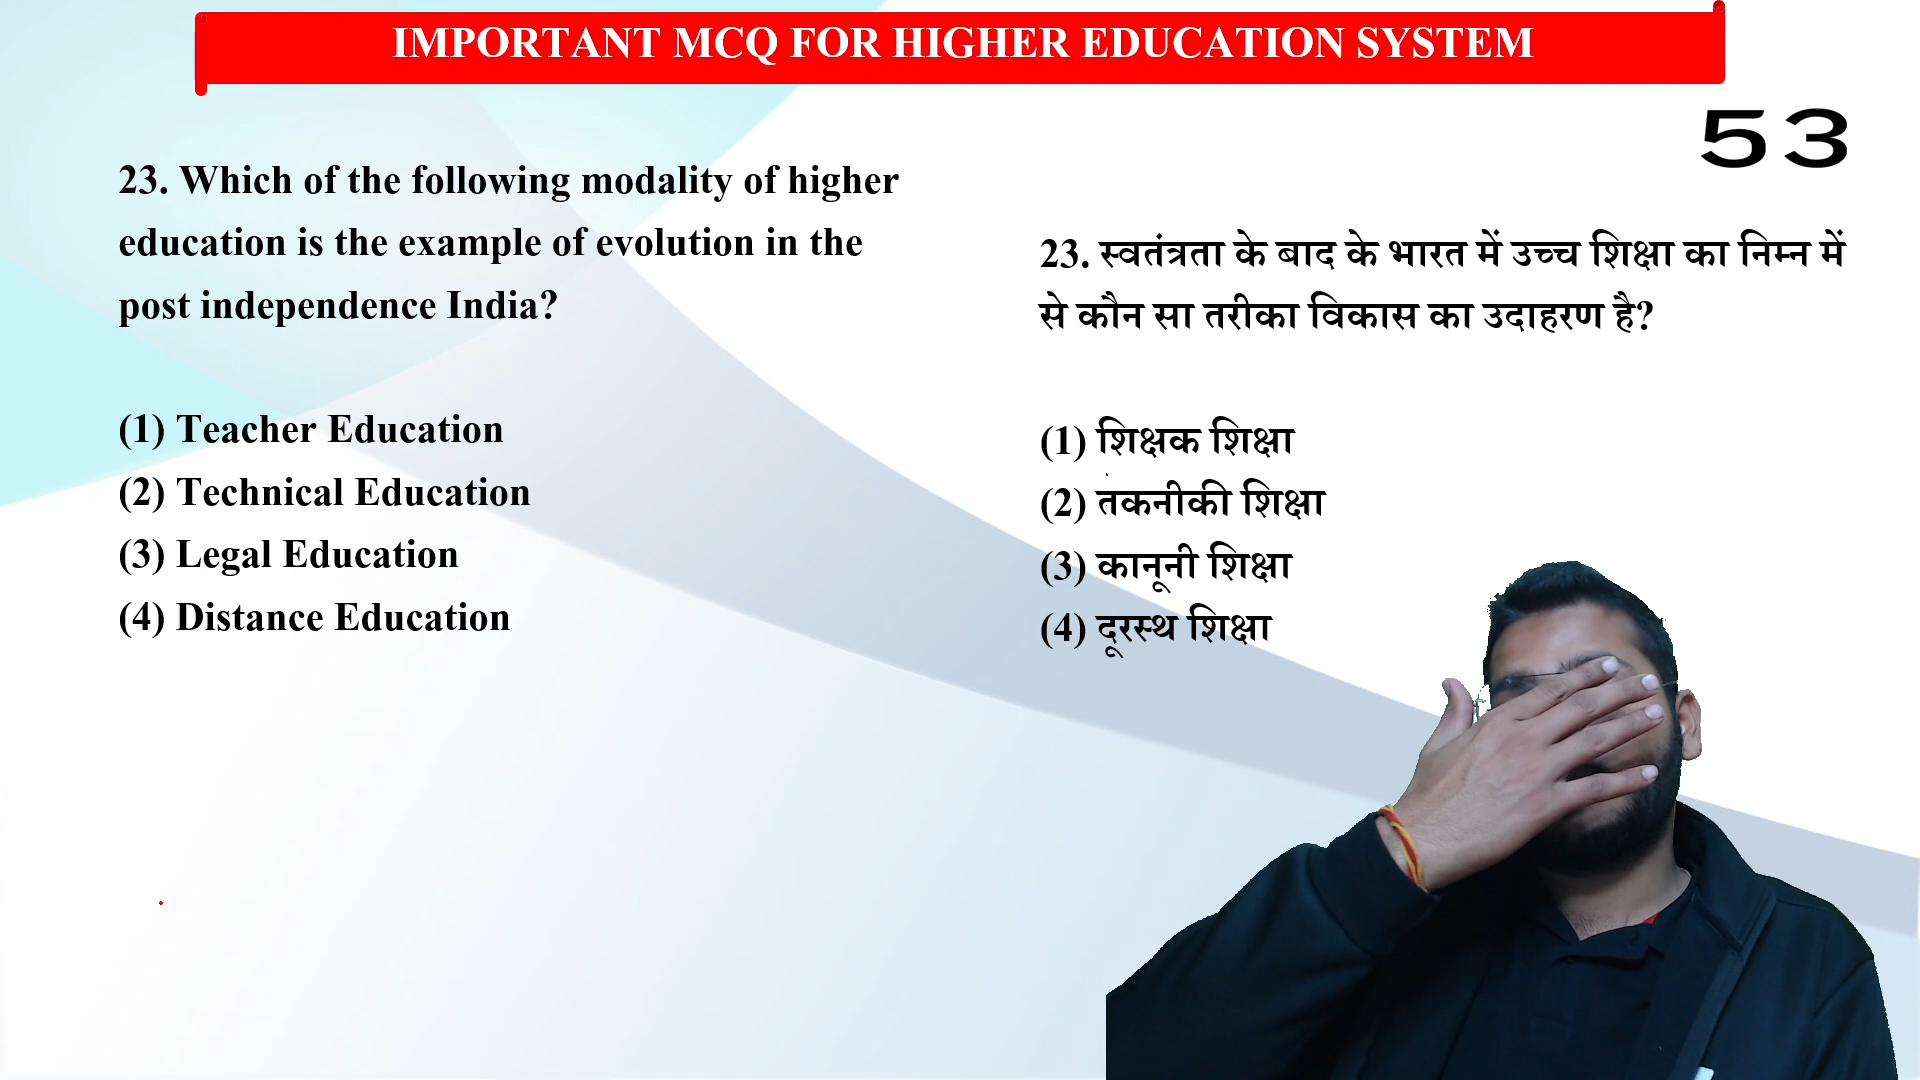 IMPORTANT MCQ FOR HIGHER EDUCATION SYSTEM
53
23. Which of the following modality of higher
education is the example of evolution in the
post independence India?
(1) Teacher Education
(2) Technical Education
(3) Legal Education
(4) Distance Education
23. स्वतंत्रता के बाद के भारत में उच्च शिक्षा का निम्न में
से कौन सा तरीका विकास का उदाहरण है?
(1) शिक्षक शिक्षा
(2) तकनीकी शिक्षा
(3) कानूनी शिक्षा
(4) दूरस्थ शिक्षा